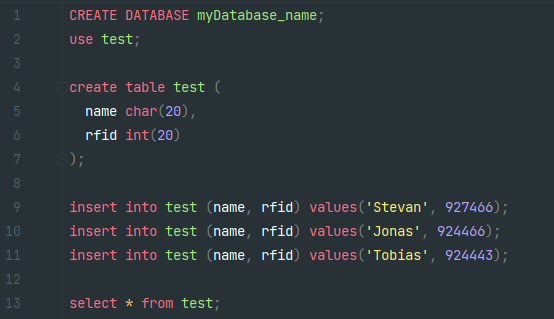 1 CREATE DATABASE myDatabase_name;
2 use test;
3
4 create table test (
5 name char(20),
6 rfid int(20)
7 );
8
9 insert into test (name, rfid) values('Stevan', 927466);
10 insert into test (name, rfid) values('Jonas', 924466);
11 insert into test (name, rfid) values('Tobias', 924443);
12
13 select * from test;